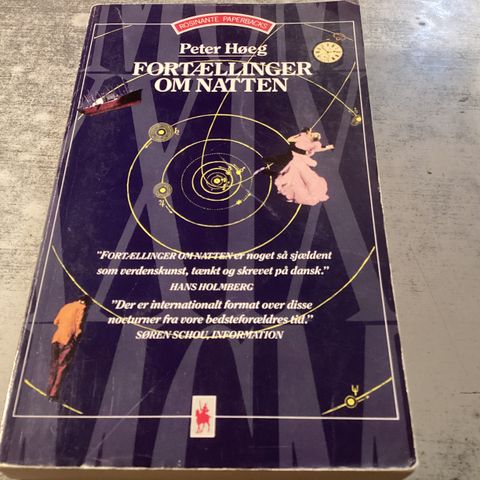 ROSINANTE PAPERBACKS
Peter Høeg
FORTÆLLINGER
OM NATTEN
"FORTÆLLINGER OM NATTEN er noget så sjældent
som verdenskunst, tænkt og skrevet på dansk."
HANS HOLMBERG
"Der er internationalt format over disse
nocturner fra vore bedsteforældres tid."
SØREN SCHOU, INFORMATION